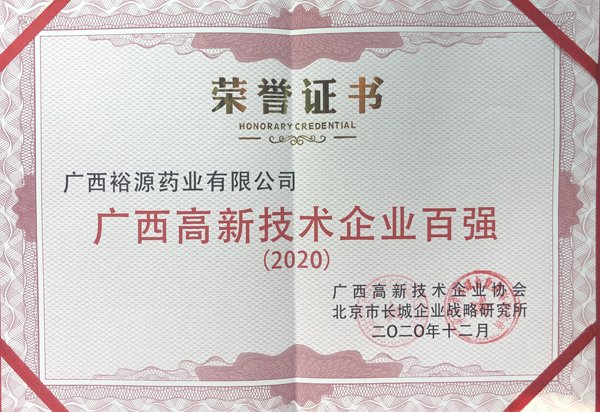 荣誉证书
HONORARY CREDENTIAL
广西裕源药业有限公司
广西高新技术企业百强
(2020)
广西高新技术企业协会
北京市长城企业战略研究所
二〇二〇年十二月